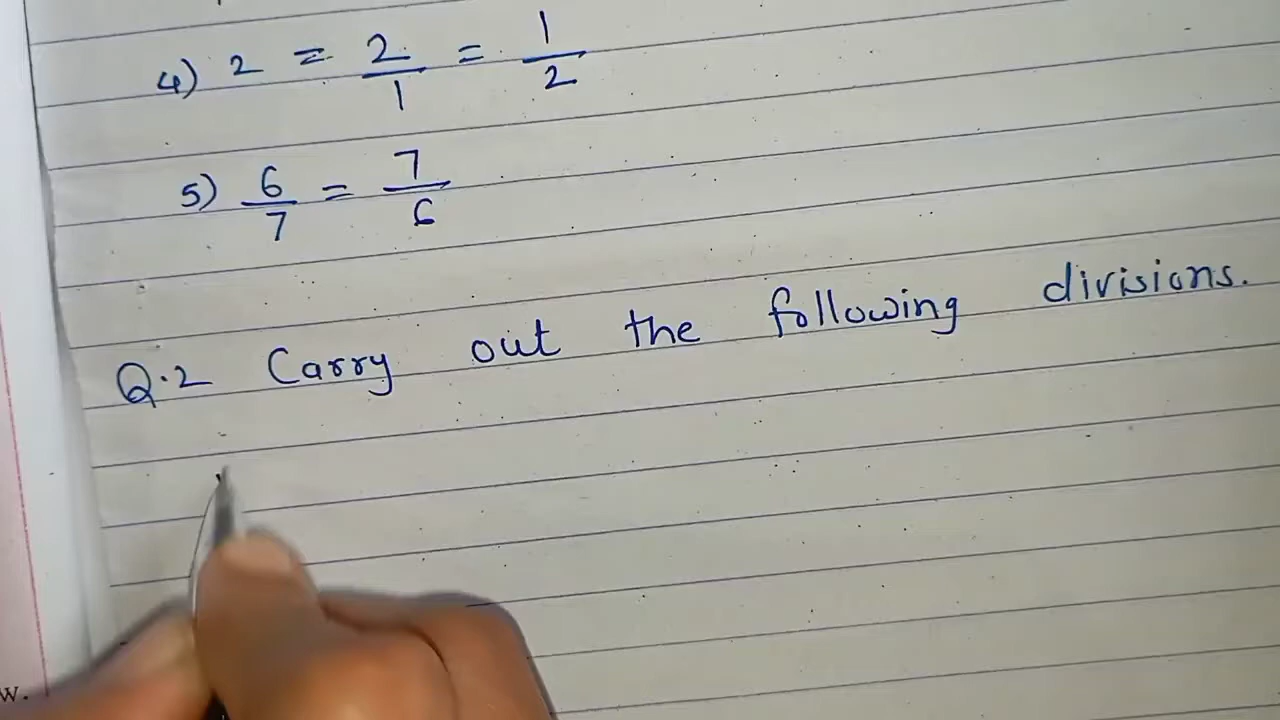 4) 2 = 2/1 = 1/2
5) 6/7 = 7/6
Q.2 Carry out the following divisions.
w.